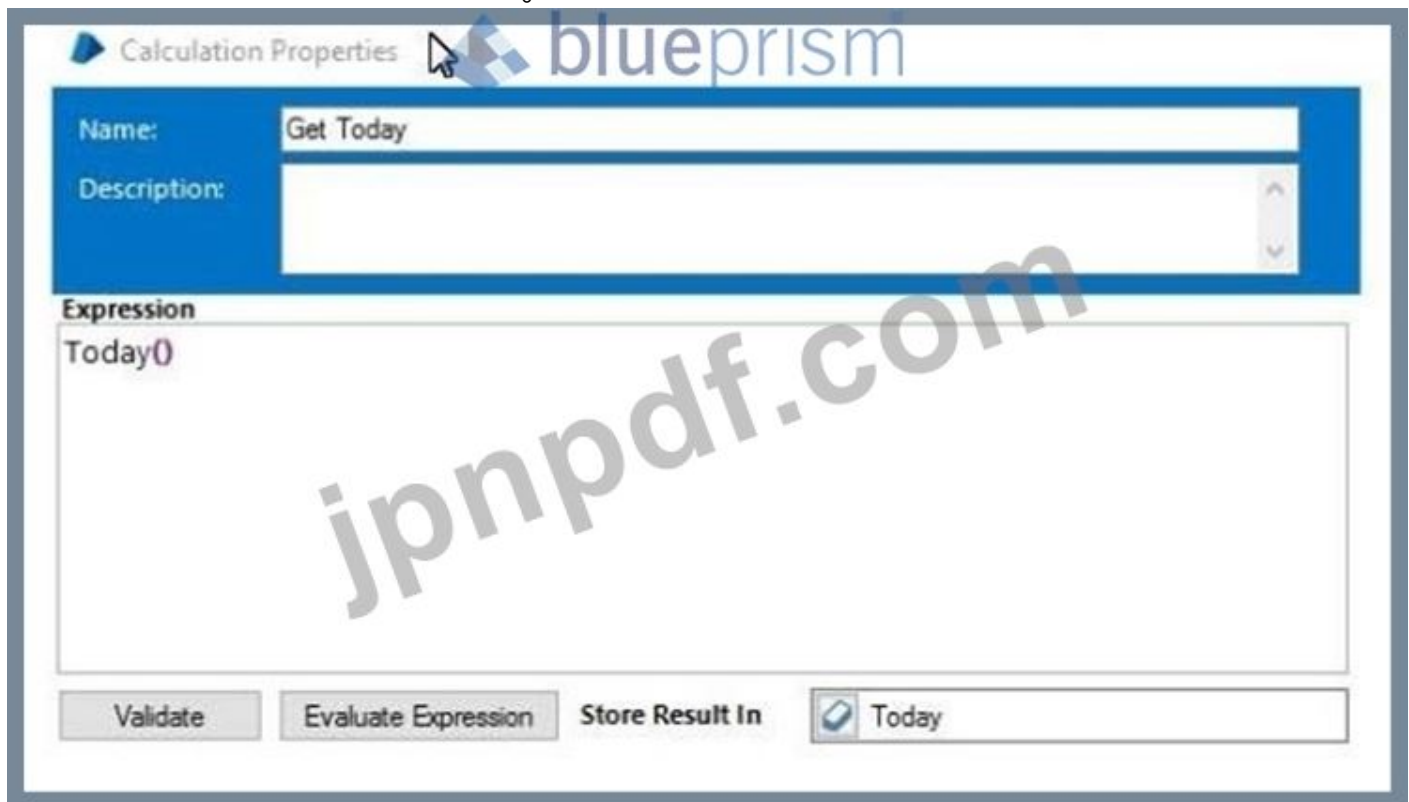 Calculation Properties
blueprism
Name: Get Today
Description:
Expression
Today()
jpnpdf.com
Validate Evaluate Expression Store Result In Today